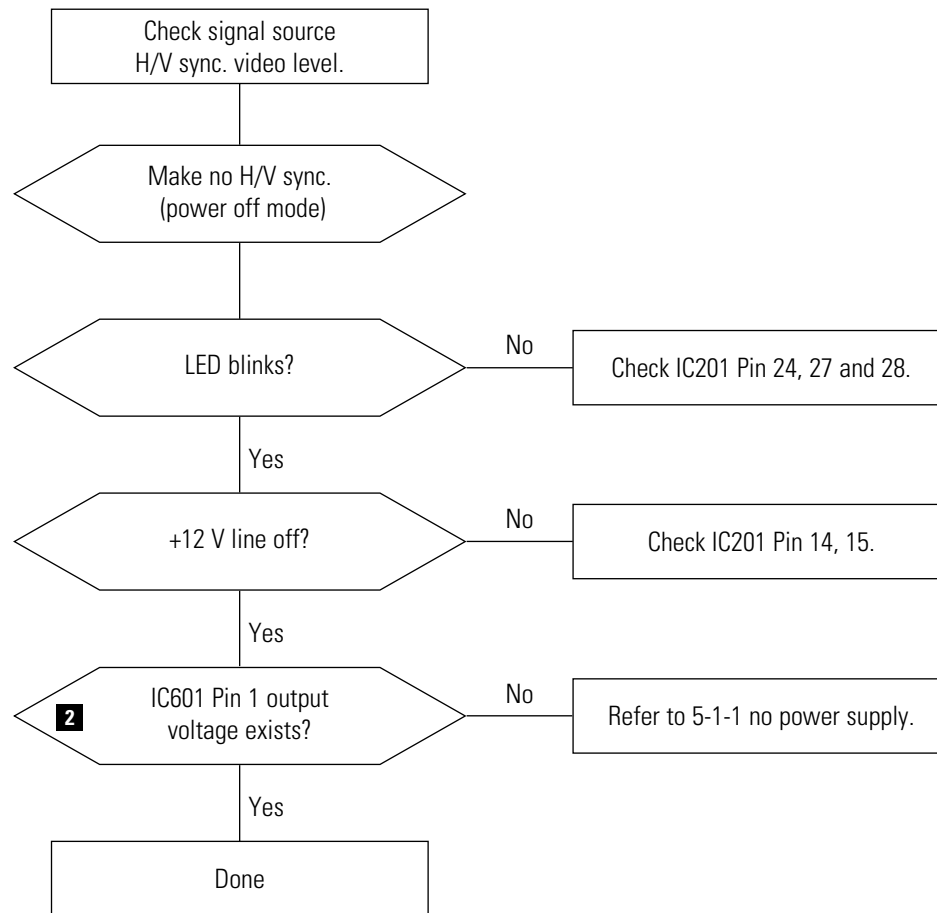 Check signal source
H/V sync. video level.
Make no H/V sync.
(power off mode)
LED blinks?
No
Check IC201 Pin 24, 27 and 28.
Yes
+12 V line off?
No
Check IC201 Pin 14, 15.
Yes
2
IC601 Pin 1 output
voltage exists?
No
Refer to 5-1-1 no power supply.
Yes
Done